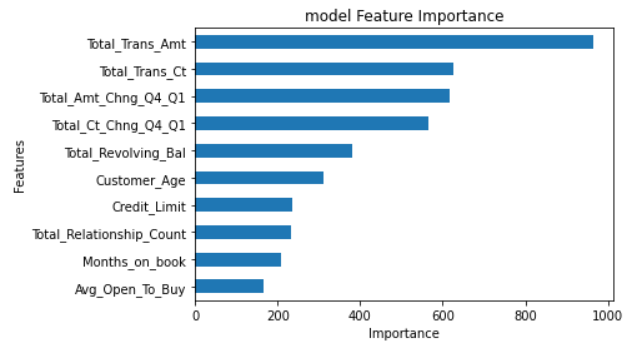 model Feature Importance
Total_Trans_Amt
Total_Trans_Ct
Total_Amt_Chng_Q4_Q1
Total_Ct_Chng_Q4_Q1
Total_Revolving_Bal
Customer_Age
Credit_Limit
Total_Relationship_Count
Months_on_book
Avg_Open_To_Buy
Features
0 200 400 600 800 1000
Importance